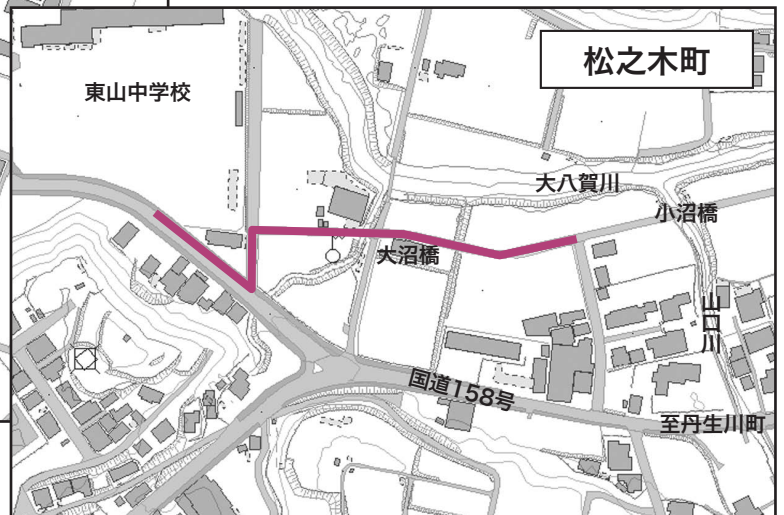 松之木町
東山中学校
大八賀川
小沼橋
大沼橋
山口川
国道158号
至丹生川町